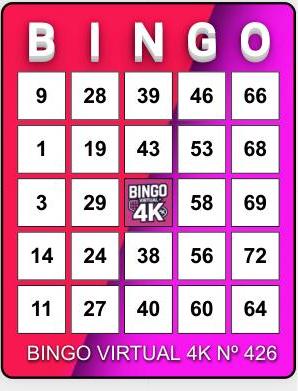 B I N G O
9 28 39 46 66
1 19 43 53 68
3 29 BINGO VIRTUAL 4K 58 69
14 24 38 56 72
11 27 40 60 64
BINGO VIRTUAL 4K Nº 426